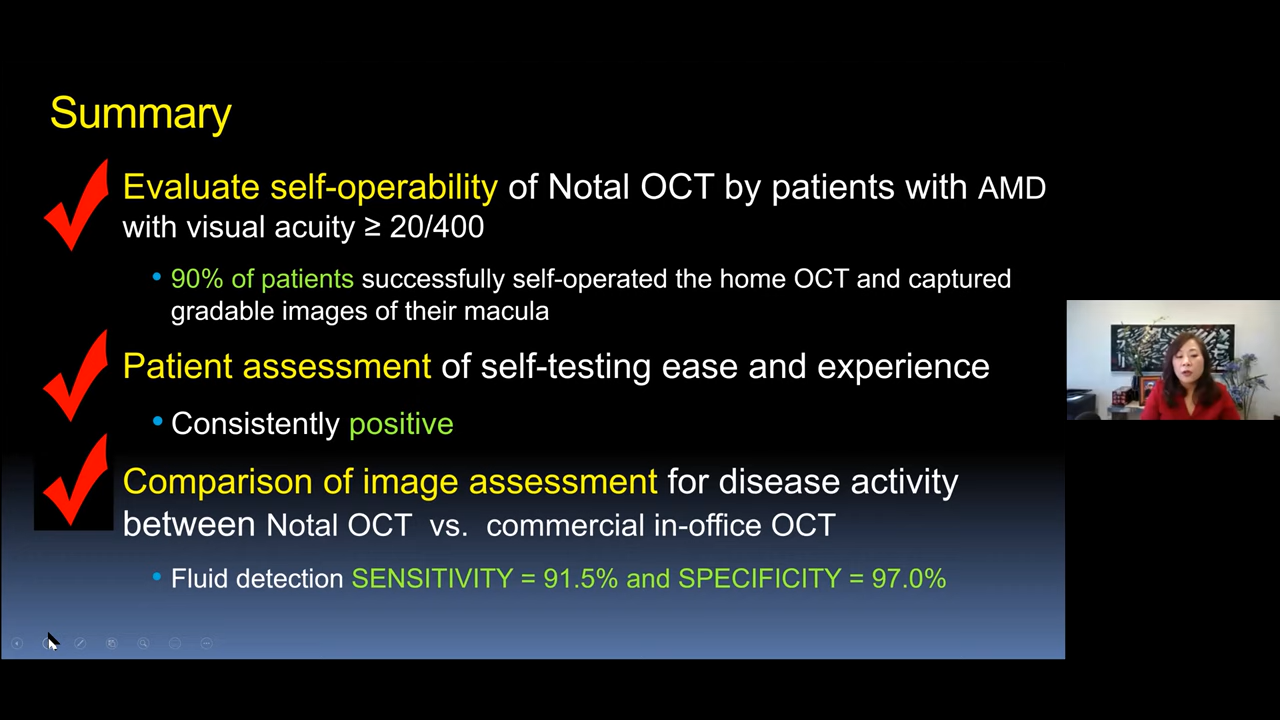 Summary
Evaluate self-operability of Notal OCT by patients with AMD
with visual acuity ≥ 20/400
• 90% of patients successfully self-operated the home OCT and captured
gradable images of their macula
Patient assessment of self-testing ease and experience
• Consistently positive
Comparison of image assessment for disease activity
between Notal OCT vs. commercial in-office OCT
• Fluid detection SENSITIVITY = 91.5% and SPECIFICITY = 97.0%